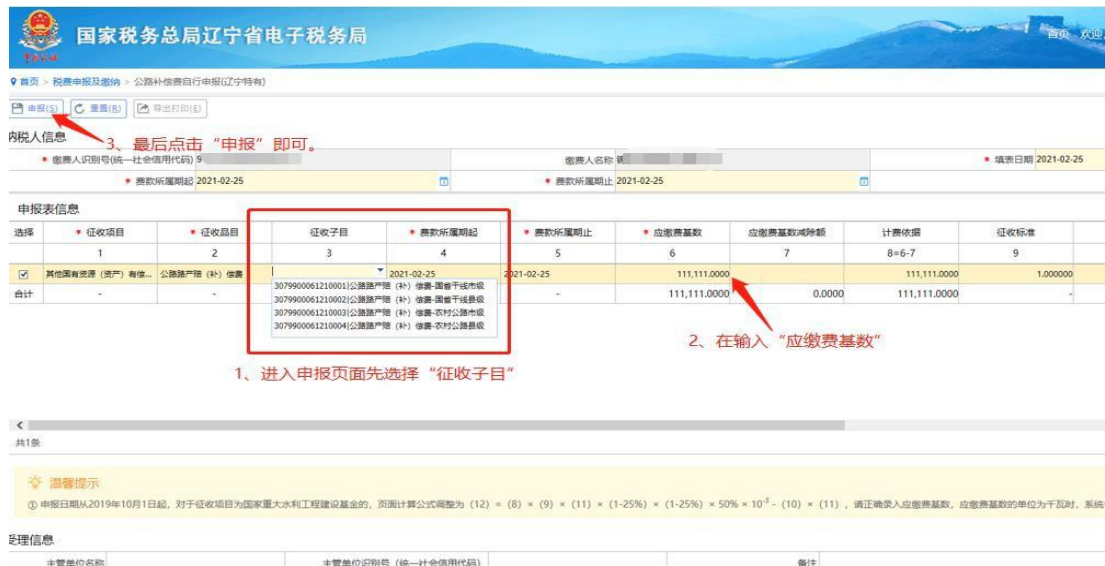 国家税务总局辽宁省电子税务局
首页 欢迎
首页 > 税费申报及缴纳 > 公路补偿费自行申报(辽宁特有)
申报(S) 重置(R) 导出打印(E)
纳税人信息
3、最后点击“申报”即可。
* 缴费人识别号(统一社会信用代码) 9 缴费人名称 * 填表日期 2021-02-25
* 费款所属期起 2021-02-25 * 费款所属期止 2021-02-25
申报表信息
选择 * 征收项目 * 征收品目 征收子目 * 费款所属期起 * 费款所属期止 * 应缴费基数 应缴费基数减除额 计费依据 征收标准
1 2 3 4 5 6 7 8=6-7 9
其他国有资源（资产）有偿... 公路路产赔（补）偿费 2021-02-25 2021-02-25 111,111.0000 111,111.0000 1.000000
合计 - - - 111,111.0000 0.0000 111,111.0000 -
3079900061210001|公路路产赔（补）偿费-国省干线市级
3079900061210002|公路路产赔（补）偿费-国省干线县级
3079900061210003|公路路产赔（补）偿费-农村公路市级
3079900061210004|公路路产赔（补）偿费-农村公路县级
2、在输入“应缴费基数”
1、进入申报页面先选择“征收子目”
共1条
温馨提示
① 申报日期从2019年10月1日起，对于征收项目为国家重大水利工程建设基金的，页面计算公式调整为（12）=（8）×（9）×（11）×（1-25%）×（1-25%）× 50% × 10⁻³ -（10）×（11），请正确录入应缴费基数，应缴费基数的单位为千瓦时，系统
受理信息
主管单位名称 主管单位识别号（统一社会信用代码） 备注